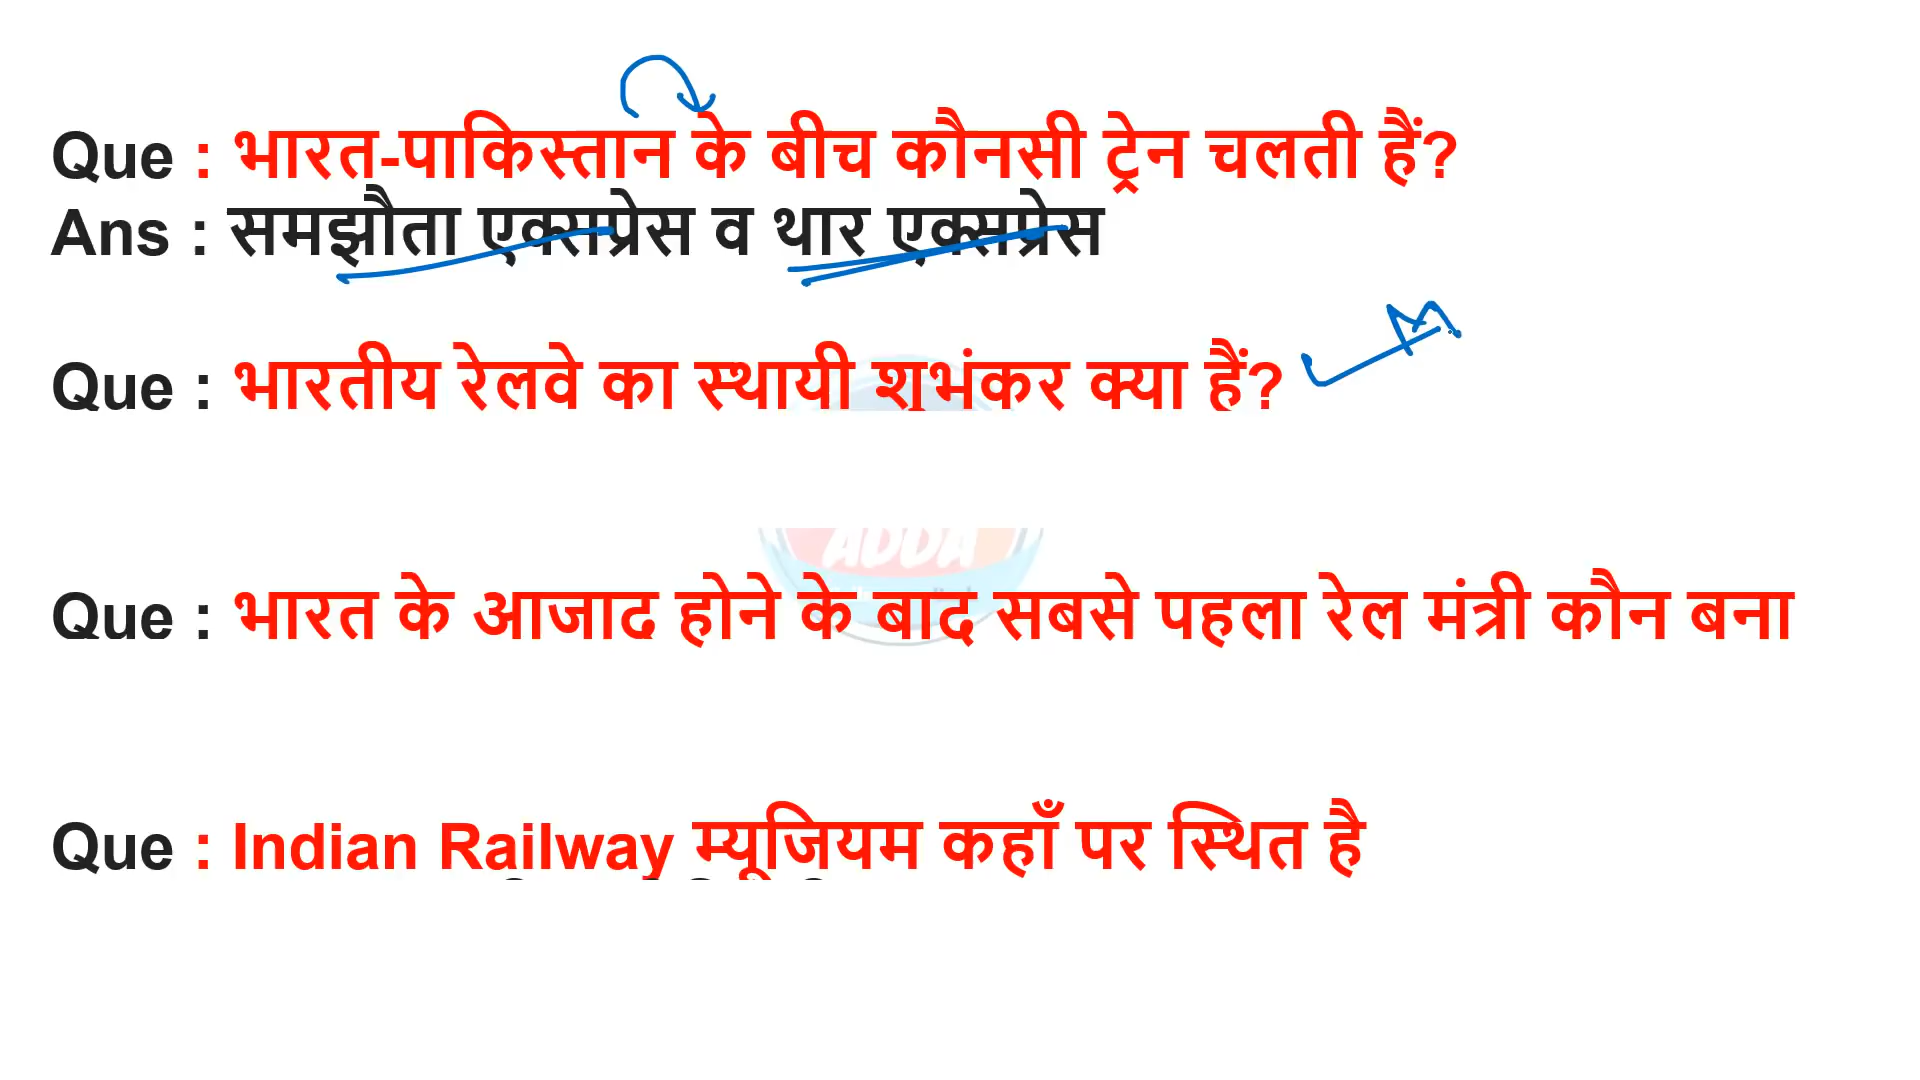 Que : भारत-पाकिस्तान के बीच कौनसी ट्रेन चलती हैं?
Ans : समझौता एक्सप्रेस व थार एक्सप्रेस
Que : भारतीय रेलवे का स्थायी शुभंकर क्या हैं?
ADDA
Que : भारत के आजाद होने के बाद सबसे पहला रेल मंत्री कौन बना
Que : Indian Railway म्यूजियम कहाँ पर स्थित है